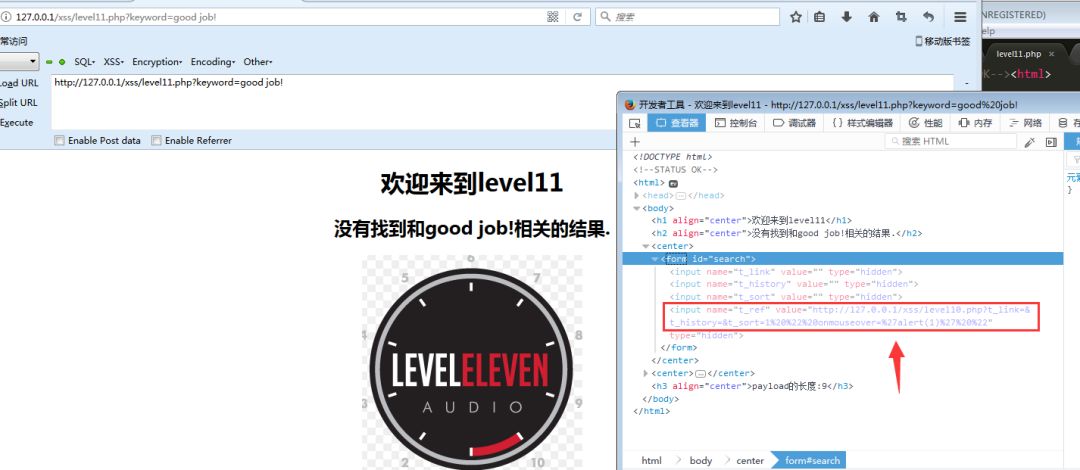 127.0.0.1/xss/level11.php?keyword=good job!
搜索
NREGISTERED)
常访问
移动版书签
elp
level11.php ×
SQL- XSS- Encryption- Encoding- Other-
OK--><html>
Load URL
http://127.0.0.1/xss/level11.php?keyword=good job!
Split URL
Execute
Enable Post data Enable Referrer
开发者工具 - 欢迎来到level11 - http://127.0.0.1/xss/level11.php?keyword=good%20job!
查看器 控制台 调试器 {} 样式编辑器 性能 内存 网络 存
+ 搜索 HTML
欢迎来到level11
没有找到和good job!相关的结果.
5 6 7
4 8
3 9
2 10
LEVELELEVEN
AUDIO
<!DOCTYPE html>
<!--STATUS OK-->
<html> ev
<head>…</head>
<body>
<h1 align="center">欢迎来到level11</h1>
<h2 align="center">没有找到和good job!相关的结果.</h2>
<center>
<form id="search">
<input name="t_link" value="" type="hidden">
<input name="t_history" value="" type="hidden">
<input name="t_sort" value="" type="hidden">
<input name="t_ref" value="http://127.0.0.1/xss/level10.php?t_link=&
t_history=&t_sort=1%20%22%20onmouseover=%27alert(1)%27%20%22"
type="hidden">
</form>
</center>
<center>…</center>
<h3 align="center">payload的长度:9</h3>
</body>
</html>
元素
}
html body center form#search